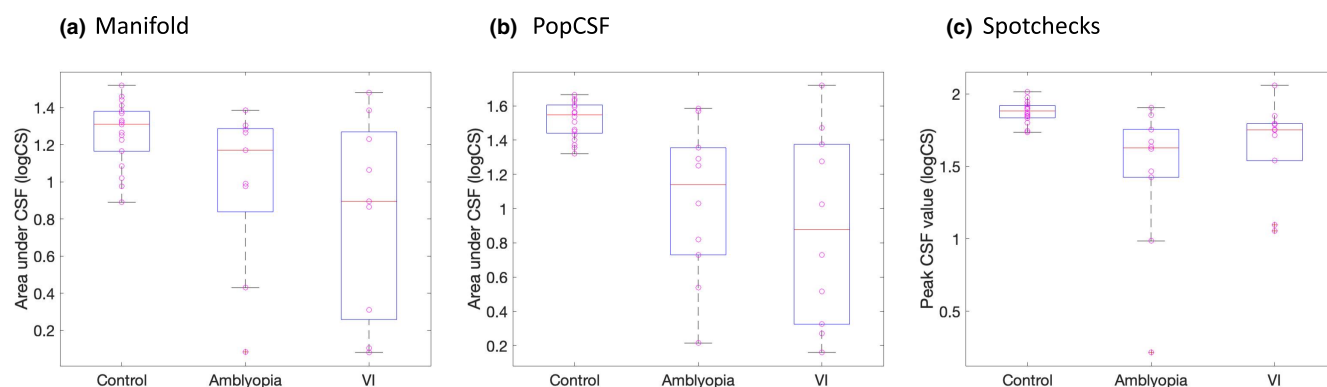 (a) Manifold
Area under CSF (logCS)
1.4
1.2
1
0.8
0.6
0.4
0.2
Control Amblyopia VI
(b) PopCSF
Area under CSF (logCS)
1.6
1.4
1.2
1
0.8
0.6
0.4
0.2
Control Amblyopia VI
(c) Spotchecks
Peak CSF value (logCS)
2
1.5
1
0.5
Control Amblyopia VI